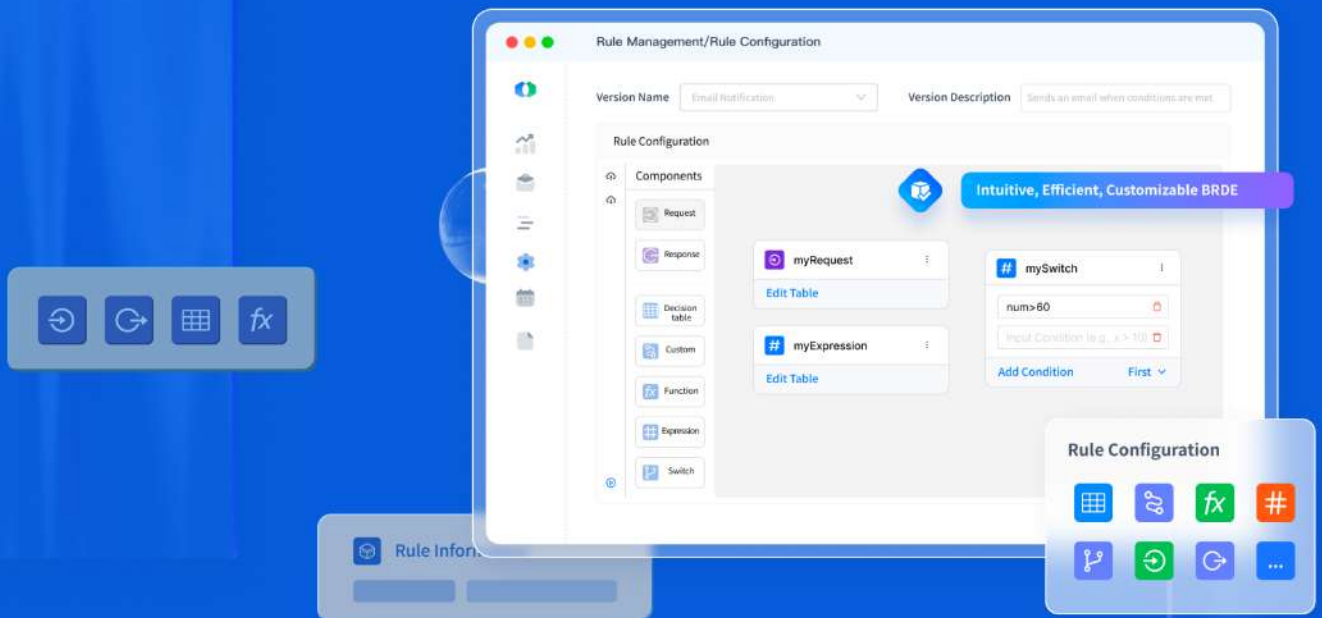 Rule Management/Rule Configuration
Version Name Email Notification Version Description Sends an email when conditions are met
Rule Configuration
Components
Intuitive, Efficient, Customizable BRDE
Request
Response
Decision
table
Custom
Function
Expression
Switch
myRequest
Edit Table
myExpression
Edit Table
mySwitch
num>60
Input Condition (e.g., x > 10)
Add Condition First
fx
Rule Configuration
fx
#
Rule Infor